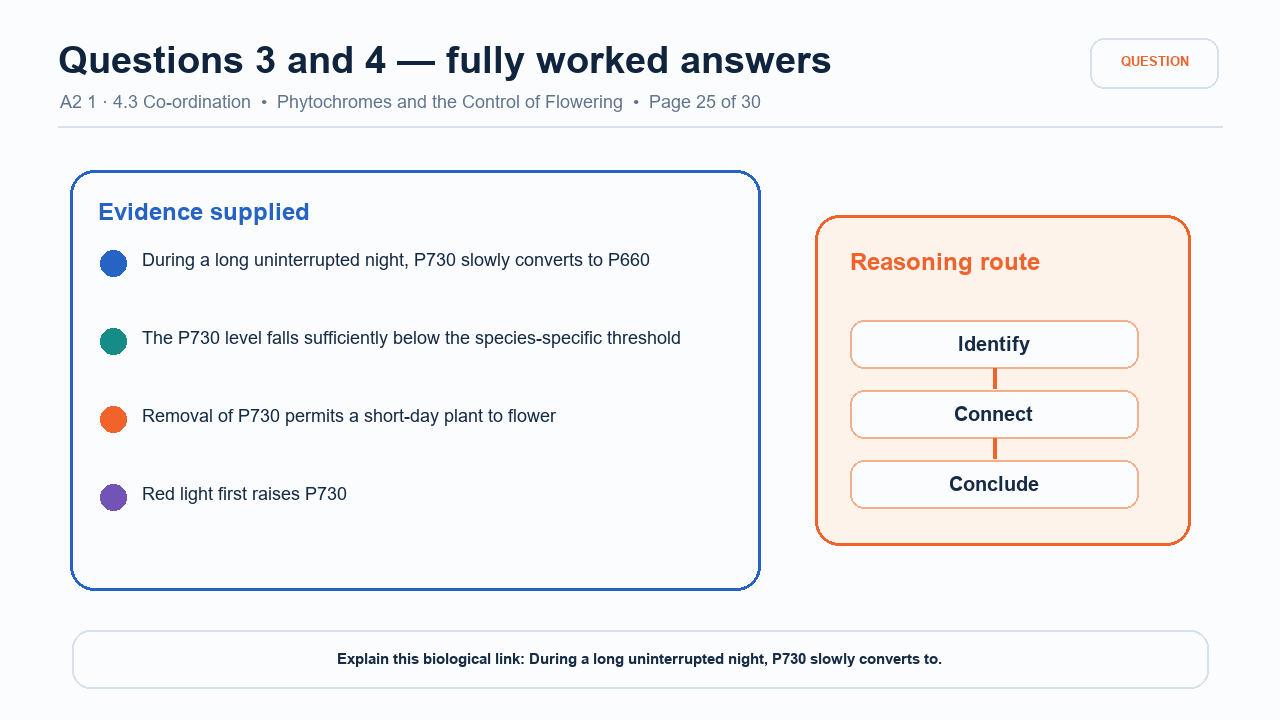 Questions 3 and 4 — fully worked answers
QUESTION
A2 1 · 4.3 Co-ordination • Phytochromes and the Control of Flowering • Page 25 of 30
Evidence supplied
During a long uninterrupted night, P730 slowly converts to P660
The P730 level falls sufficiently below the species-specific threshold
Removal of P730 permits a short-day plant to flower
Red light first raises P730
Reasoning route
Identify
Connect
Conclude
Explain this biological link: During a long uninterrupted night, P730 slowly converts to.